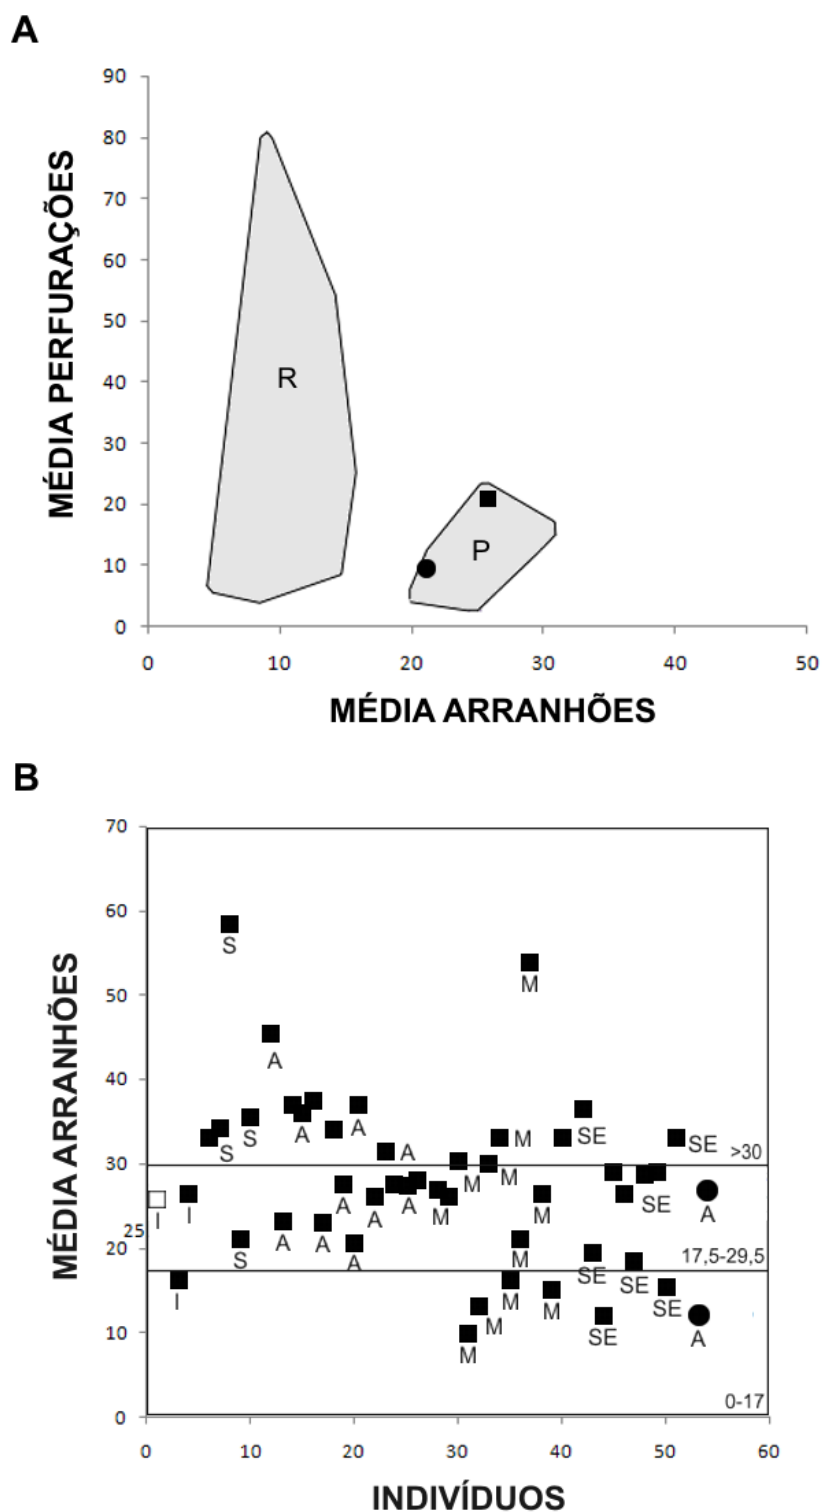 A
90
80
70
60
50
40
30
20
10
0
MÉDIA PERFURAÇÕES
R
P
0 10 20 30 40 50
MÉDIA ARRANHÕES
B
70
60
50
40
30
25
20
10
0
MÉDIA ARRANHÕES
S
M
A
S
S
A
A
A
M
M
M
SE
SE
>30
I
I
A
A
A
M
M
SE
A
S
A
A
A
M
SE
SE
17,5-29,5
I
M
M
M
M
SE
SE
A
0-17
0 10 20 30 40 50 60
INDIVÍDUOS